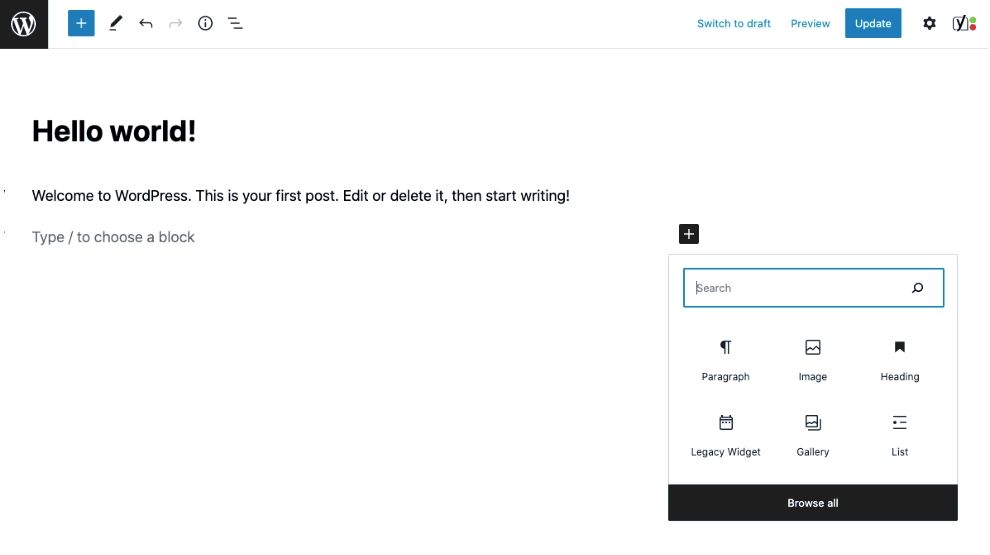 Switch to draft Preview Update
Hello world!
Welcome to WordPress. This is your first post. Edit or delete it, then start writing!
Type / to choose a block
Search
Paragraph Image Heading
Legacy Widget Gallery List
Browse all